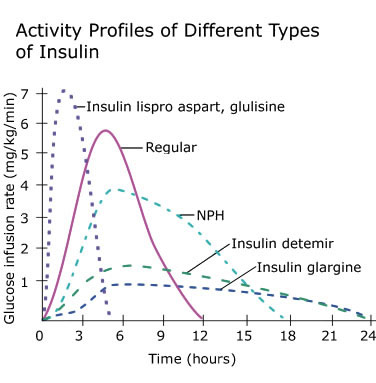 Activity Profiles of Different Types
of Insulin
Glucose infusion rate (mg/kg/min)
7
6
5
4
3
2
1
Insulin lispro aspart, glulisine
Regular
NPH
Insulin detemir
Insulin glargine
0 3 6 9 12 15 18 21 24
Time (hours)